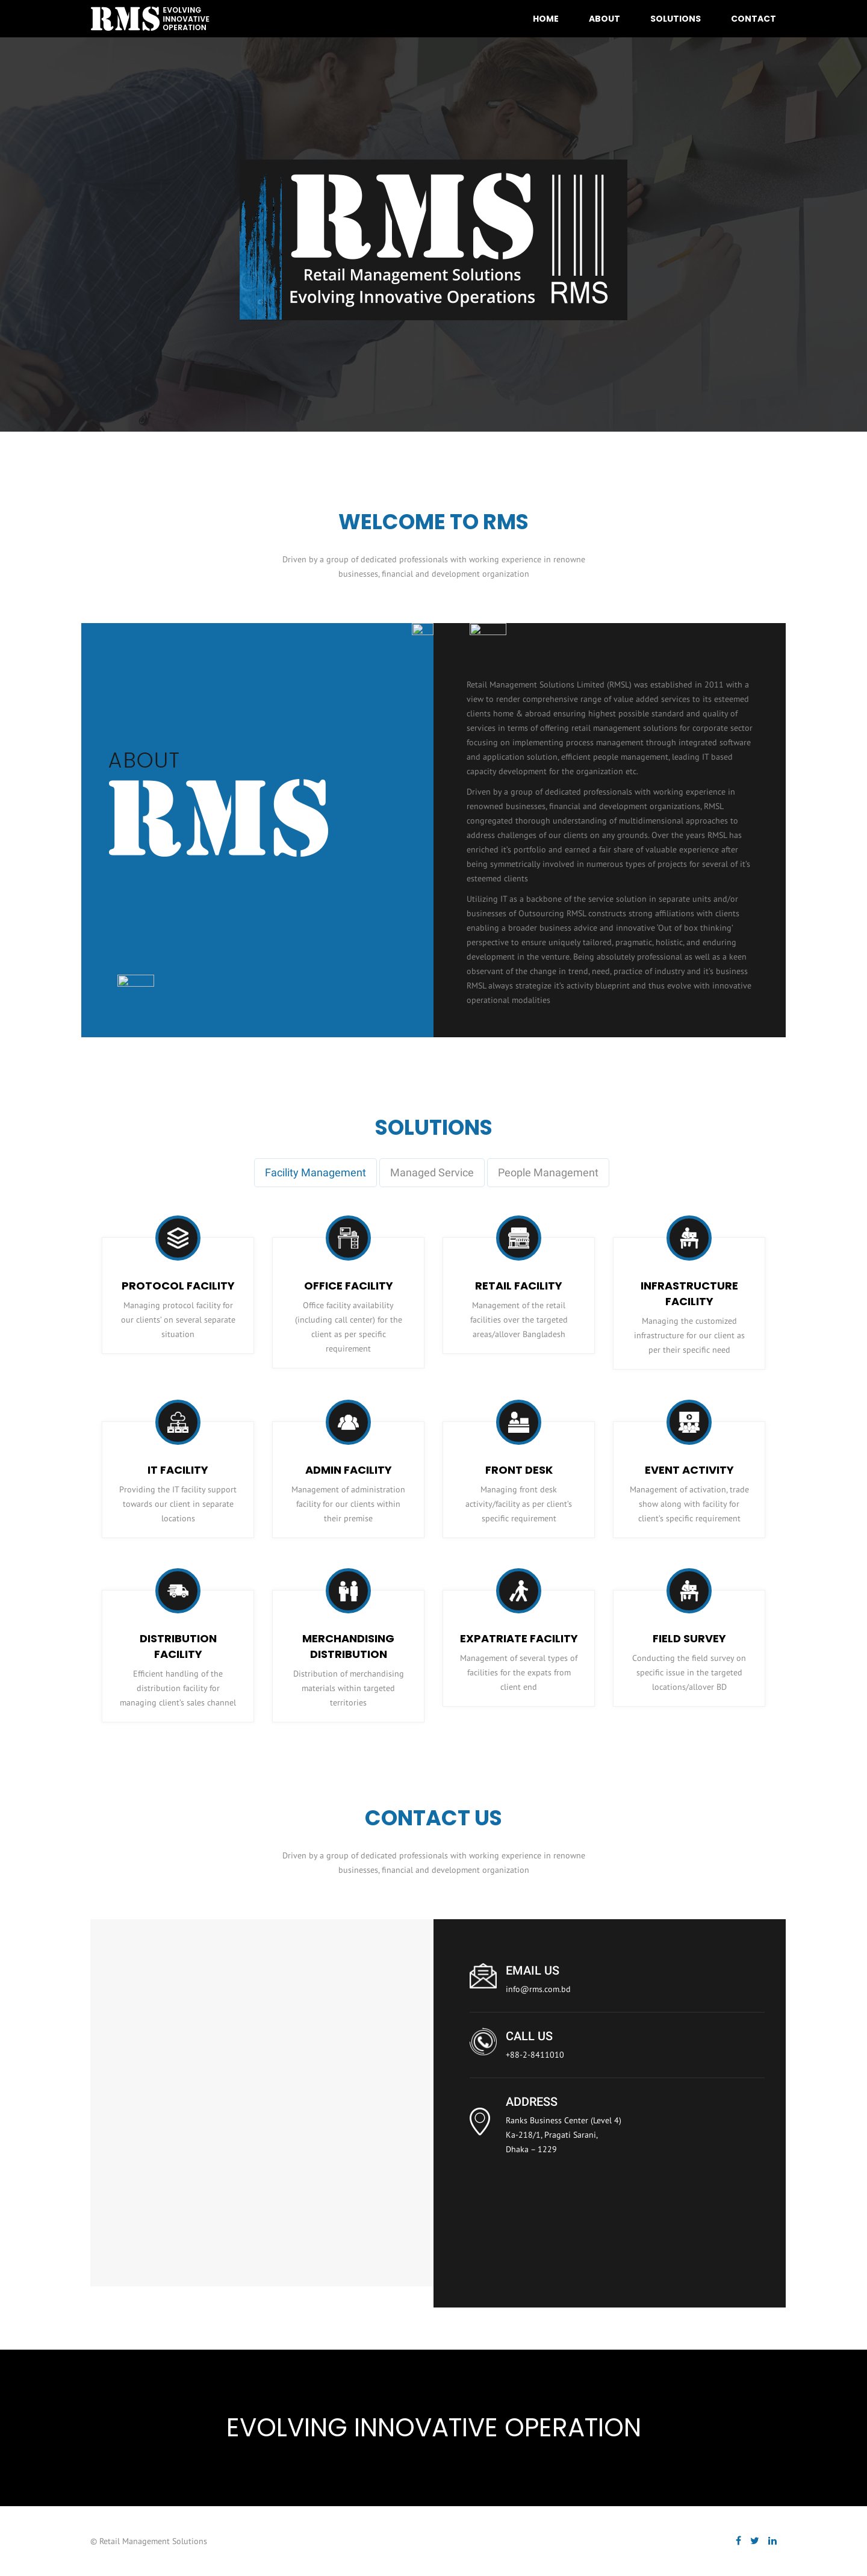 RMS
EVOLVING
INNOVATIVE
OPERATION
HOME ABOUT SOLUTIONS CONTACT
RMS
Retail Management Solutions
Evolving Innovative Operations
RMS
WELCOME TO RMS
Driven by a group of dedicated professionals with working experience in renowne
businesses, financial and development organization
ABOUT
RMS
Retail Management Solutions Limited (RMSL) was established in 2011 with a
view to render comprehensive range of value added services to its esteemed
clients home & abroad ensuring highest possible standard and quality of
services in terms of offering retail management solutions for corporate sector
focusing on implementing process management through integrated software
and application solution, efficient people management, leading IT based
capacity development for the organization etc.
Driven by a group of dedicated professionals with working experience in
renowned businesses, financial and development organizations, RMSL
congregated thorough understanding of multidimensional approaches to
address challenges of our clients on any grounds. Over the years RMSL has
enriched it's portfolio and earned a fair share of valuable experience after
being symmetrically involved in numerous types of projects for several of it's
esteemed clients
Utilizing IT as a backbone of the service solution in separate units and/or
businesses of Outsourcing RMSL constructs strong affiliations with clients
enabling a broader business advice and innovative 'Out of box thinking'
perspective to ensure uniquely tailored, pragmatic, holistic, and enduring
development in the venture. Being absolutely professional as well as a keen
observant of the change in trend, need, practice of industry and it's business
RMSL always strategize it's activity blueprint and thus evolve with innovative
operational modalities
SOLUTIONS
Facility Management
Managed Service
People Management
PROTOCOL FACILITY
Managing protocol facility for
our clients' on several separate
situation
OFFICE FACILITY
Office facility availability
(including call center) for the
client as per specific
requirement
RETAIL FACILITY
Management of the retail
facilities over the targeted
areas/allover Bangladesh
INFRASTRUCTURE
FACILITY
Managing the customized
infrastructure for our client as
per their specific need
IT FACILITY
Providing the IT facility support
towards our client in separate
locations
ADMIN FACILITY
Management of administration
facility for our clients within
their premise
FRONT DESK
Managing front desk
activity/facility as per client's
specific requirement
EVENT ACTIVITY
Management of activation, trade
show along with facility for
client's specific requirement
DISTRIBUTION
FACILITY
Efficient handling of the
distribution facility for
managing client's sales channel
MERCHANDISING
DISTRIBUTION
Distribution of merchandising
materials within targeted
territories
EXPATRIATE FACILITY
Management of several types of
facilities for the expats from
client end
FIELD SURVEY
Conducting the field survey on
specific issue in the targeted
locations/allover BD
CONTACT US
Driven by a group of dedicated professionals with working experience in renowne
businesses, financial and development organization
EMAIL US
info@rms.com.bd
CALL US
+88-2-8411010
ADDRESS
Ranks Business Center (Level 4)
Ka-218/1, Pragati Sarani,
Dhaka – 1229
EVOLVING INNOVATIVE OPERATION
© Retail Management Solutions